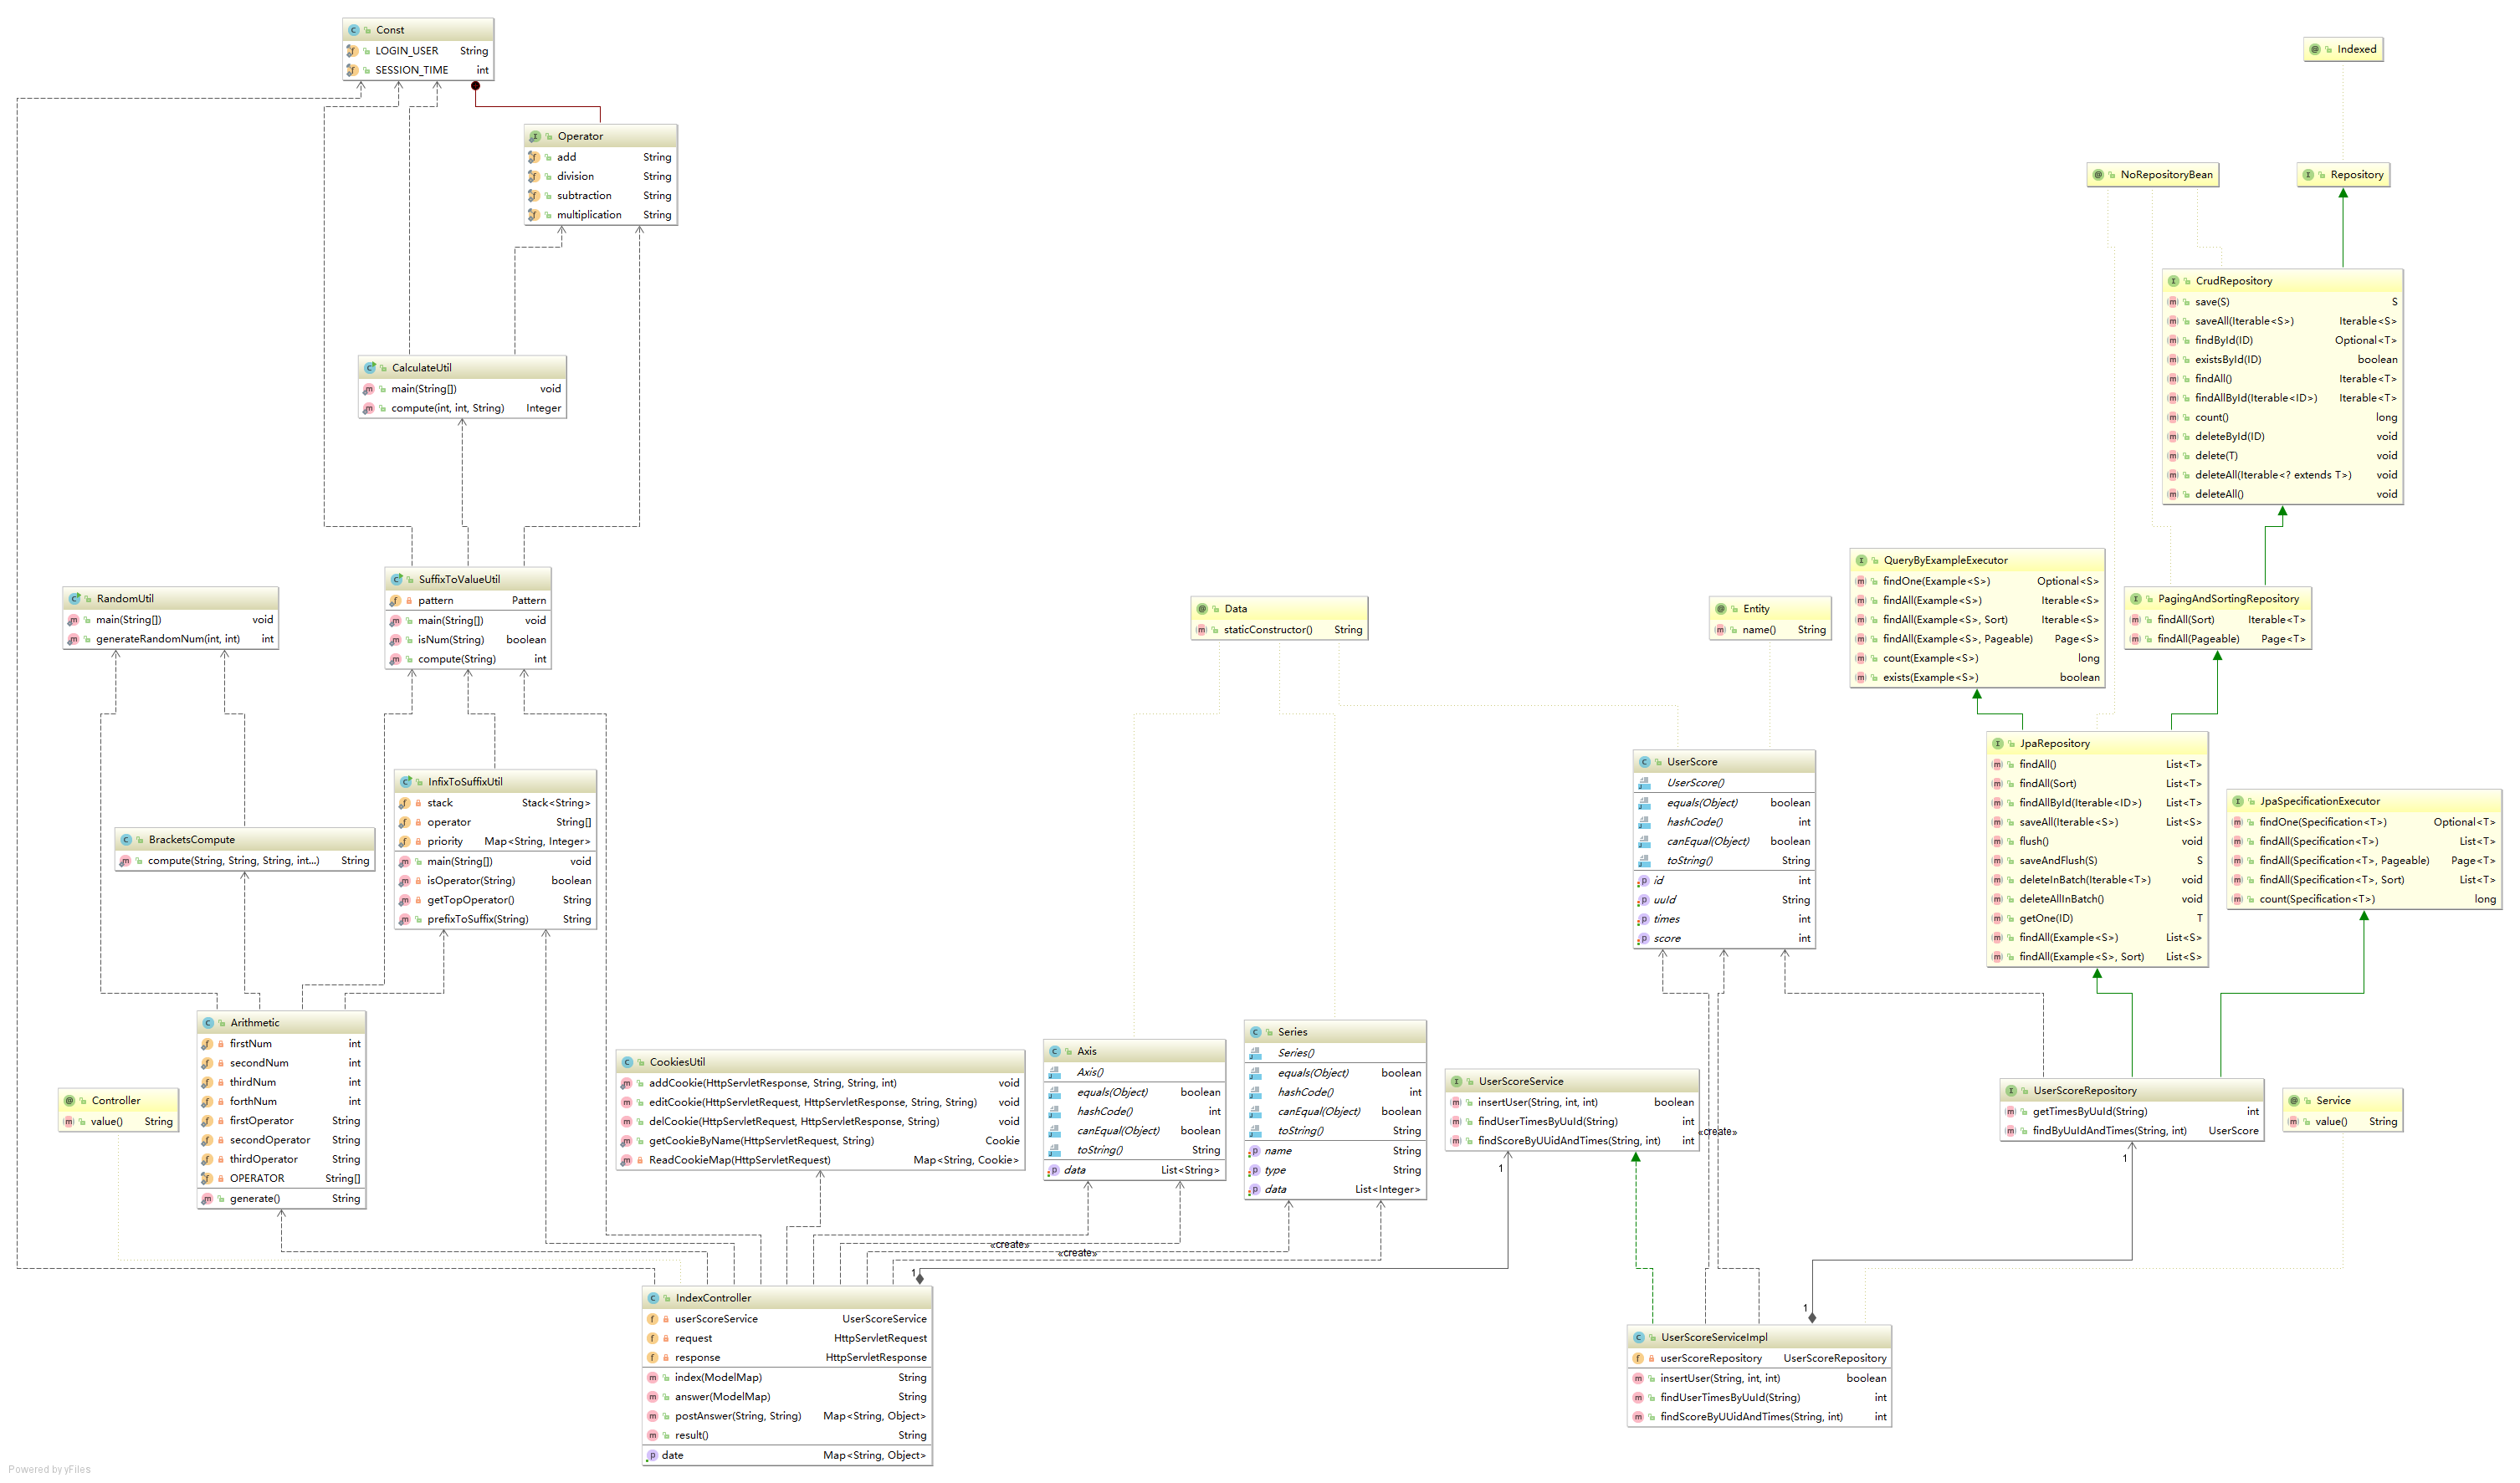 Const
LOGIN_USER String
SESSION_TIME int
Operator
add String
division String
subtraction String
multiplication String
CalculateUtil
main(String[]) void
compute(int, int, String) Integer
SuffixToValueUtil
pattern Pattern
main(String[]) void
isNum(String) boolean
compute(String) int
RandomUtil
main(String[]) void
generateRandomNum(int, int) int
InfixToSuffixUtil
stack Stack<String>
operator String[]
priority Map<String, Integer>
main(String[]) void
isOperator(String) boolean
getTopOperator() String
prefixToSuffix(String) String
BracketsCompute
compute(String, String, String, int...) String
Arithmetic
firstNum int
secondNum int
thirdNum int
forthNum int
firstOperator String
secondOperator String
thirdOperator String
OPERATOR String[]
generate() String
Controller
value() String
CookiesUtil
addCookie(HttpServletResponse, String, String, int) void
editCookie(HttpServletRequest, HttpServletResponse, String, String) void
delCookie(HttpServletRequest, HttpServletResponse, String) void
getCookieByName(HttpServletRequest, String) Cookie
ReadCookieMap(HttpServletRequest) Map<String, Cookie>
Data
staticConstructor() String
Entity
name() String
Axis
Axis()
equals(Object) boolean
hashCode() int
canEqual(Object) boolean
toString() String
data List<String>
Series
Series()
equals(Object) boolean
hashCode() int
canEqual(Object) boolean
toString() String
name String
type String
data List<Integer>
UserScore
UserScore()
equals(Object) boolean
hashCode() int
canEqual(Object) boolean
toString() String
id int
uuId String
times int
score int
UserScoreService
insertUser(String, int, int) boolean
findUserTimesByUuId(String) int
findScoreByUUidAndTimes(String, int) int
Indexed
NoRepositoryBean
Repository
CrudRepository
save(S) S
saveAll(Iterable<S>) Iterable<S>
findById(ID) Optional<T>
existsById(ID) boolean
findAll() Iterable<T>
findAllById(Iterable<ID>) Iterable<T>
count() long
deleteById(ID) void
delete(T) void
deleteAll(Iterable<? extends T>) void
deleteAll() void
QueryByExampleExecutor
findOne(Example<S>) Optional<S>
findAll(Example<S>) Iterable<S>
findAll(Example<S>, Sort) Iterable<S>
findAll(Example<S>, Pageable) Page<S>
count(Example<S>) long
exists(Example<S>) boolean
PagingAndSortingRepository
findAll(Sort) Iterable<T>
findAll(Pageable) Page<T>
JpaRepository
findAll() List<T>
findAll(Sort) List<T>
findAllById(Iterable<ID>) List<T>
saveAll(Iterable<S>) List<S>
flush() void
saveAndFlush(S) S
deleteInBatch(Iterable<T>) void
deleteAllInBatch() void
getOne(ID) T
findAll(Example<S>) List<S>
findAll(Example<S>, Sort) List<S>
JpaSpecificationExecutor
findOne(Specification<T>) Optional<T>
findAll(Specification<T>) List<T>
findAll(Specification<T>, Pageable) Page<T>
findAll(Specification<T>, Sort) List<T>
count(Specification<T>) long
UserScoreRepository
getTimesByUuId(String) int
findByUuIdAndTimes(String, int) UserScore
Service
value() String
«create»
1
1
«create»
«create»
1
1
IndexController
userScoreService UserScoreService
request HttpServletRequest
response HttpServletResponse
index(ModelMap) String
answer(ModelMap) String
postAnswer(String, String) Map<String, Object>
result() String
date Map<String, Object>
UserScoreServiceImpl
userScoreRepository UserScoreRepository
insertUser(String, int, int) boolean
findUserTimesByUuId(String) int
findScoreByUUidAndTimes(String, int) int
Powered by yFiles